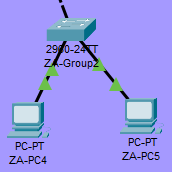 2960-24TT
ZA-Group2
PC-PT
ZA-PC4
PC-PT
ZA-PC5